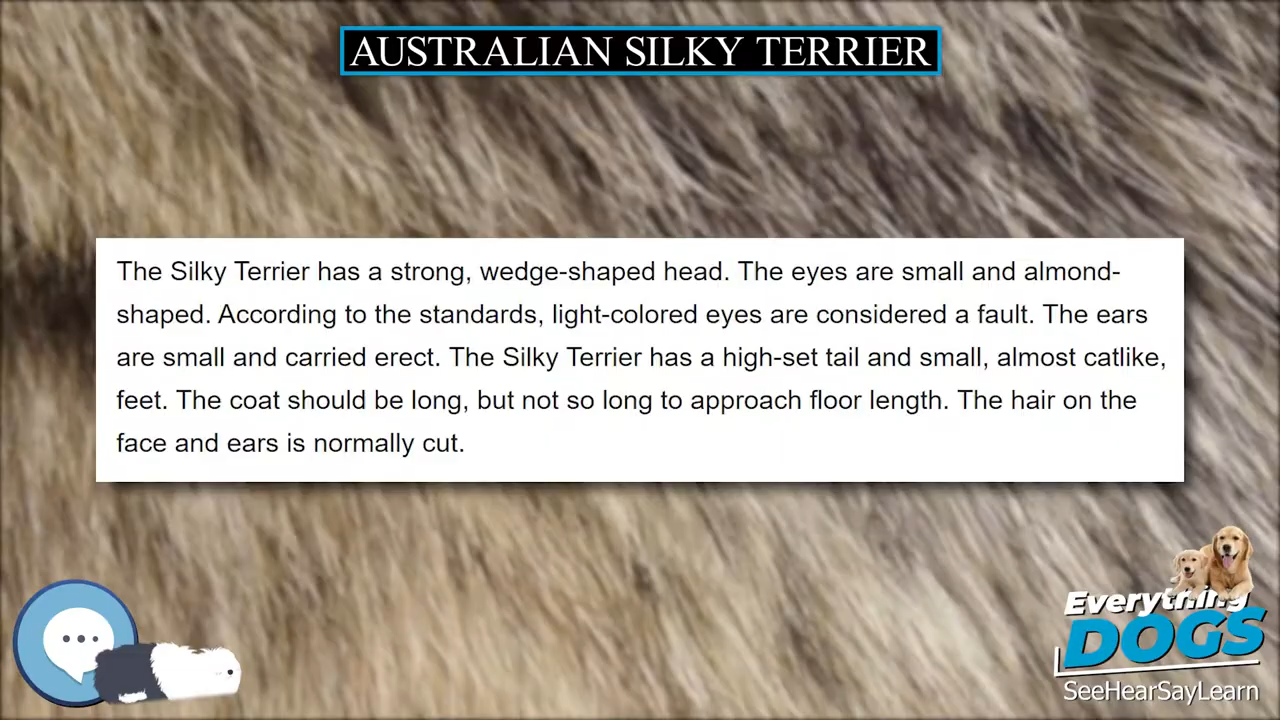 AUSTRALIAN SILKY TERRIER
The Silky Terrier has a strong, wedge-shaped head. The eyes are small and almond-
shaped. According to the standards, light-colored eyes are considered a fault. The ears
are small and carried erect. The Silky Terrier has a high-set tail and small, almost catlike,
feet. The coat should be long, but not so long to approach floor length. The hair on the
face and ears is normally cut.
Everything
DOGS
SeeHearSayLearn